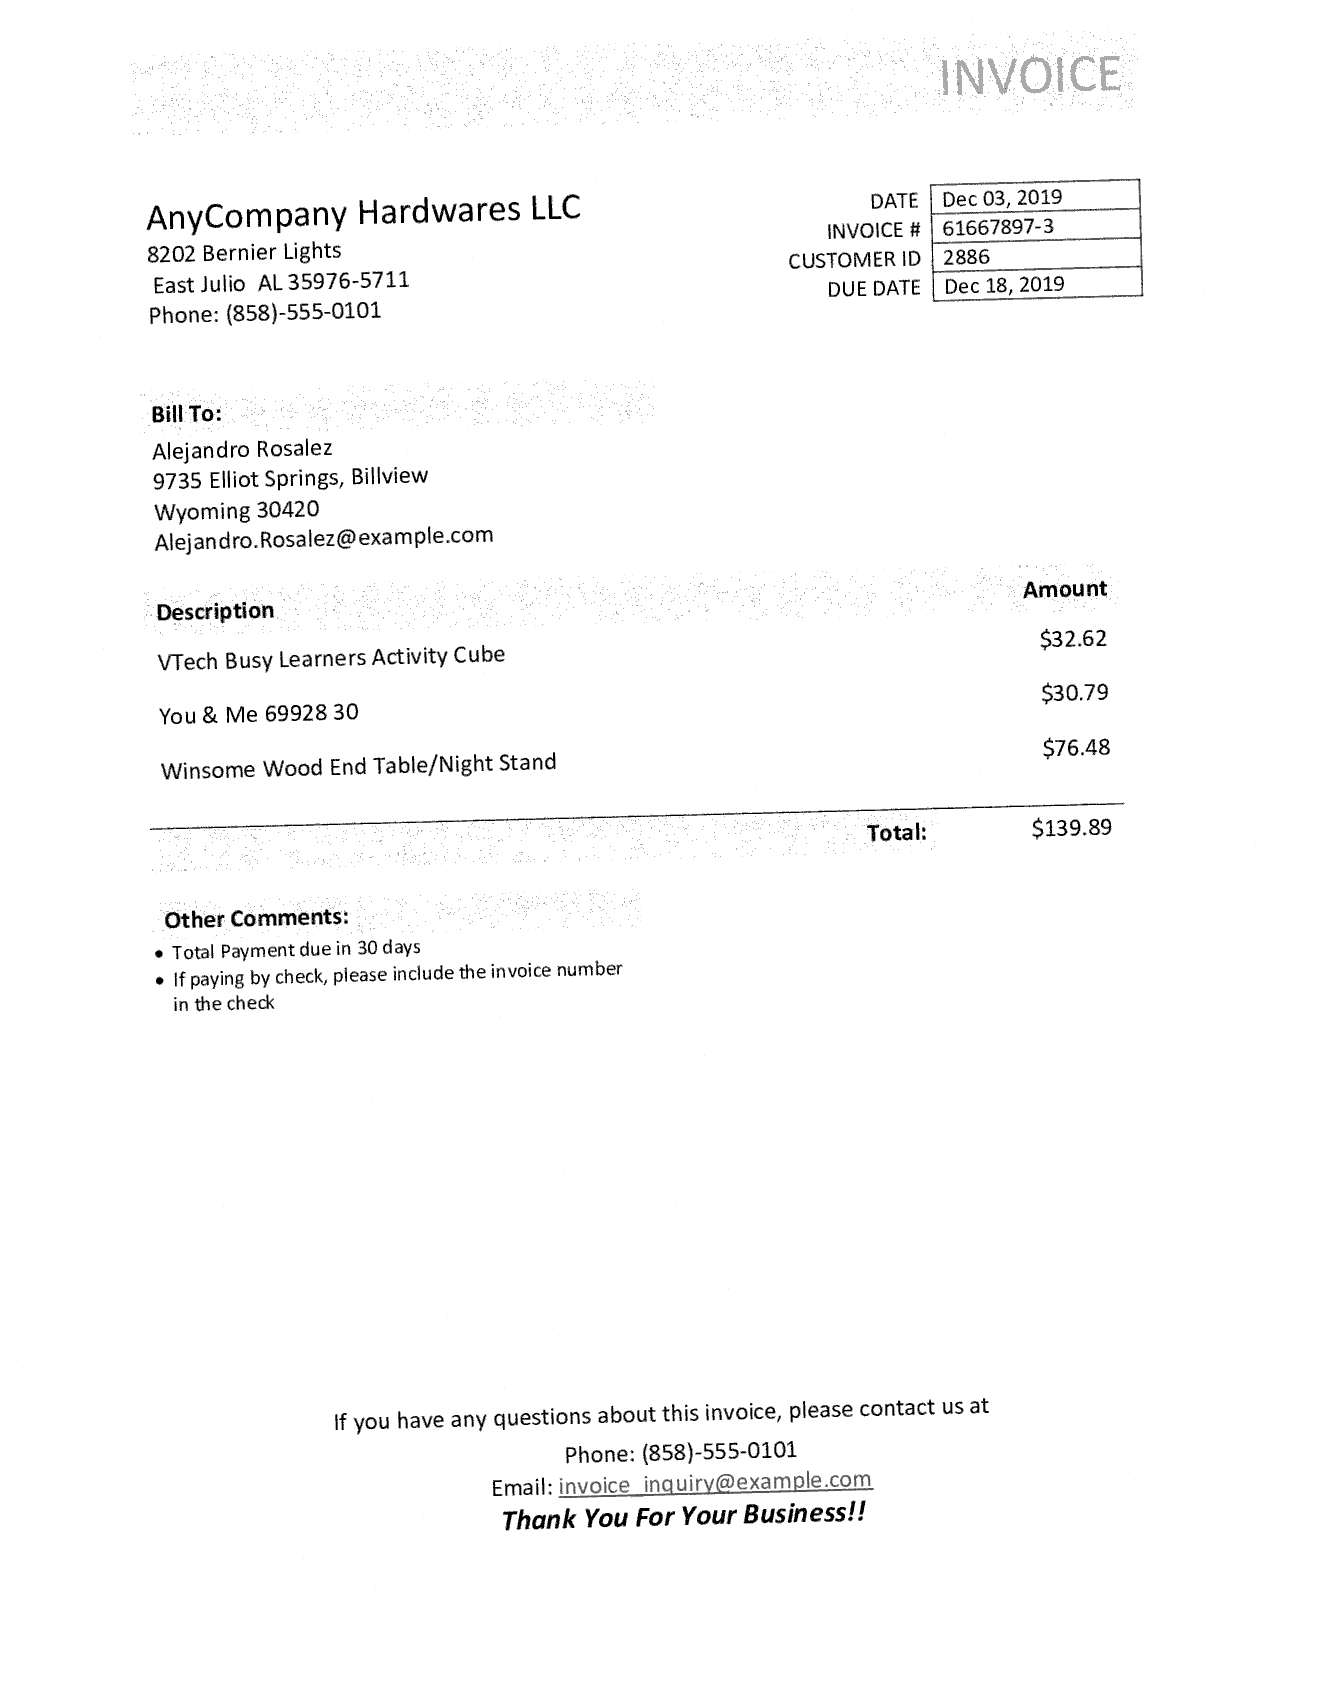 INVOICE
AnyCompany Hardwares LLC
8202 Bernier Lights
East Julio AL 35976-5711
Phone: (858)-555-0101
DATE Dec 03, 2019
INVOICE # 61667897-3
CUSTOMER ID 2886
DUE DATE Dec 18, 2019
Bill To:
Alejandro Rosalez
9735 Elliot Springs, Billview
Wyoming 30420
Alejandro.Rosalez@example.com
Description Amount
VTech Busy Learners Activity Cube $32.62
You & Me 69928 30 $30.79
Winsome Wood End Table/Night Stand $76.48
Total: $139.89
Other Comments:
• Total Payment due in 30 days
• If paying by check, please include the invoice number
in the check
If you have any questions about this invoice, please contact us at
Phone: (858)-555-0101
Email: invoice_inquiry@example.com
Thank You For Your Business!!